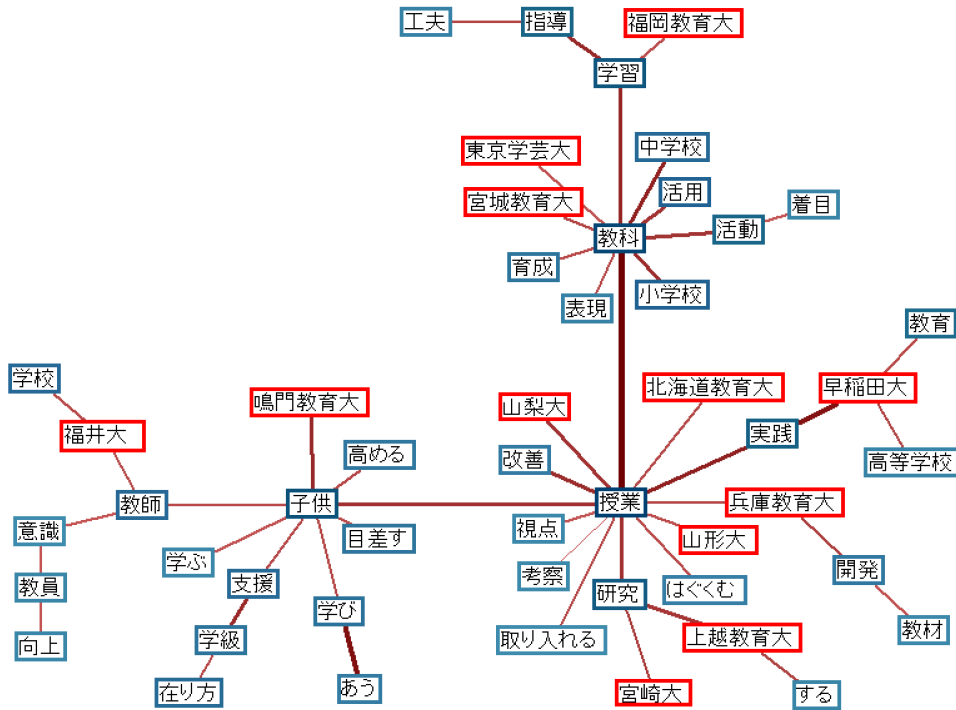 工夫
指導
福岡教育大
学習
東京学芸大
中学校
宮城教育大
活用
着目
教科
活動
育成
表現
小学校
教育
学校
鳴門教育大
山梨大
北海道教育大
早稲田大
福井大
実践
高める
改善
高等学校
教師
子供
授業
兵庫教育大
意識
目差す
視点
山形大
学ぶ
支援
考察
はぐくむ
開発
教員
学び
研究
教材
向上
学級
取り入れる
上越教育大
在り方
あう
宮崎大
する